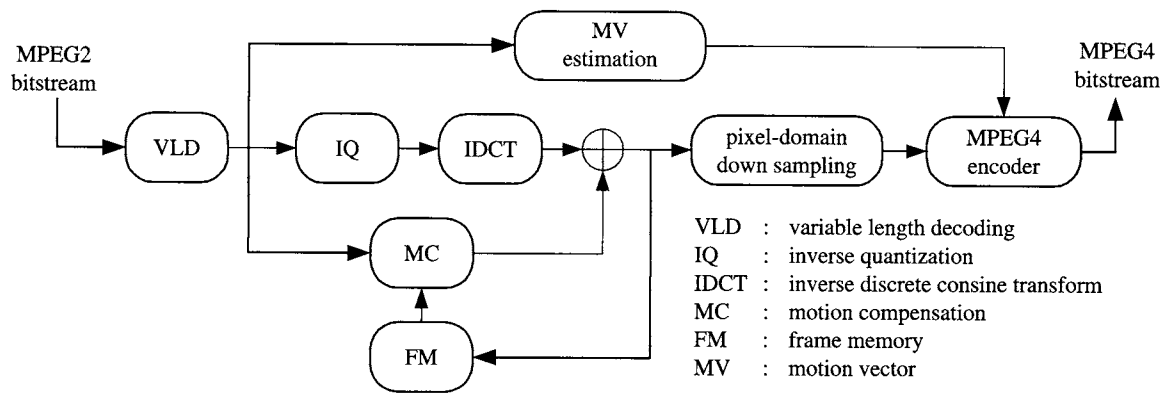 MV
estimation
MPEG2
bitstream
MPEG4
bitstream
VLD
IQ
IDCT
pixel-domain
down sampling
MPEG4
encoder
MC
FM
VLD : variable length decoding
IQ : inverse quantization
IDCT : inverse discrete consine transform
MC : motion compensation
FM : frame memory
MV : motion vector